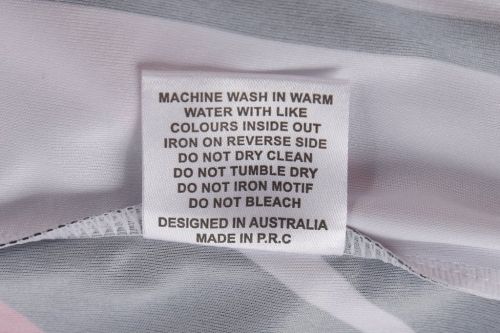 MACHINE WASH IN WARM
WATER WITH LIKE
COLOURS INSIDE OUT
IRON ON REVERSE SIDE
DO NOT DRY CLEAN
DO NOT TUMBLE DRY
DO NOT IRON MOTIF
DO NOT BLEACH
DESIGNED IN AUSTRALIA
MADE IN P.R.C